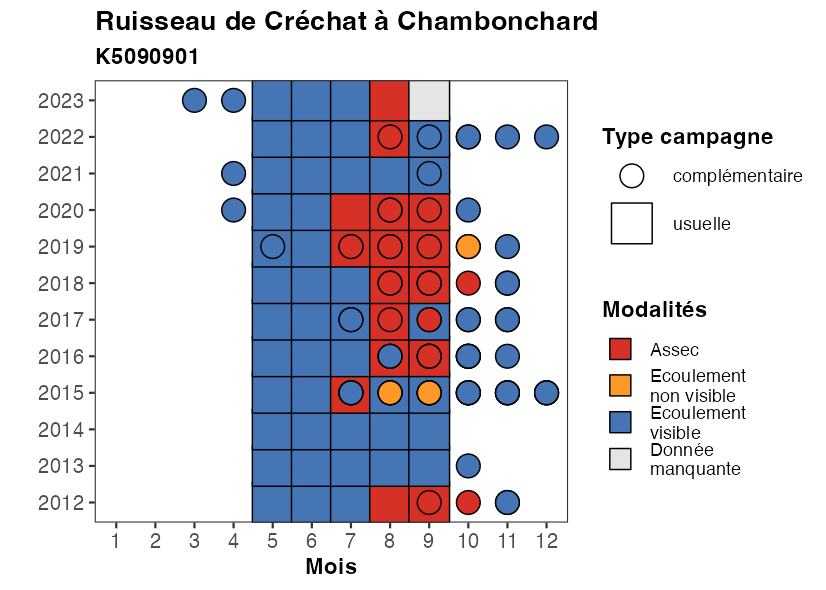 Ruisseau de Créchat à Chambonchard
K5090901
2023
2022
2021
2020
2019
2018
2017
2016
2015
2014
2013
2012
1 2 3 4 5 6 7 8 9 10 11 12
Mois
Type campagne
complémentaire
usuelle
Modalités
Assec
Ecoulement
non visible
Ecoulement
visible
Donnée
manquante